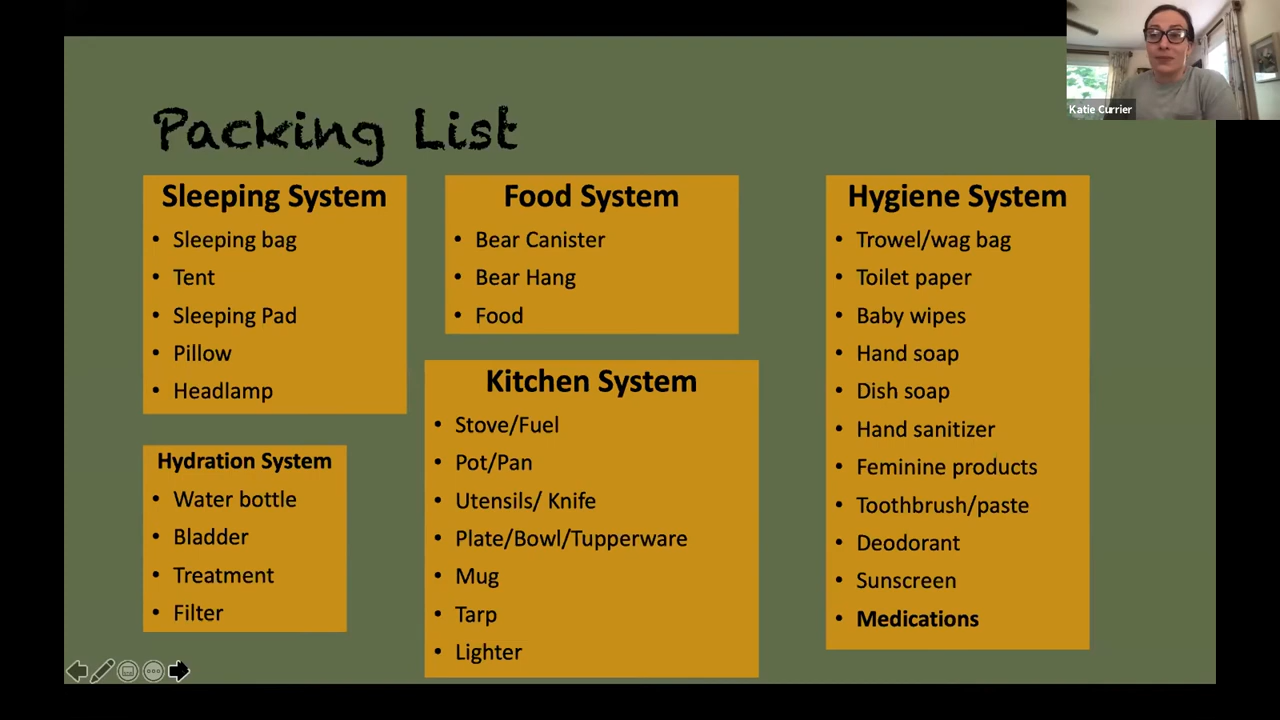 Packing List
Sleeping System
• Sleeping bag
• Tent
• Sleeping Pad
• Pillow
• Headlamp
Hydration System
• Water bottle
• Bladder
• Treatment
• Filter
Food System
• Bear Canister
• Bear Hang
• Food
Kitchen System
• Stove/Fuel
• Pot/Pan
• Utensils/ Knife
• Plate/Bowl/Tupperware
• Mug
• Tarp
• Lighter
Hygiene System
• Trowel/wag bag
• Toilet paper
• Baby wipes
• Hand soap
• Dish soap
• Hand sanitizer
• Feminine products
• Toothbrush/paste
• Deodorant
• Sunscreen
• Medications
Katie Currier